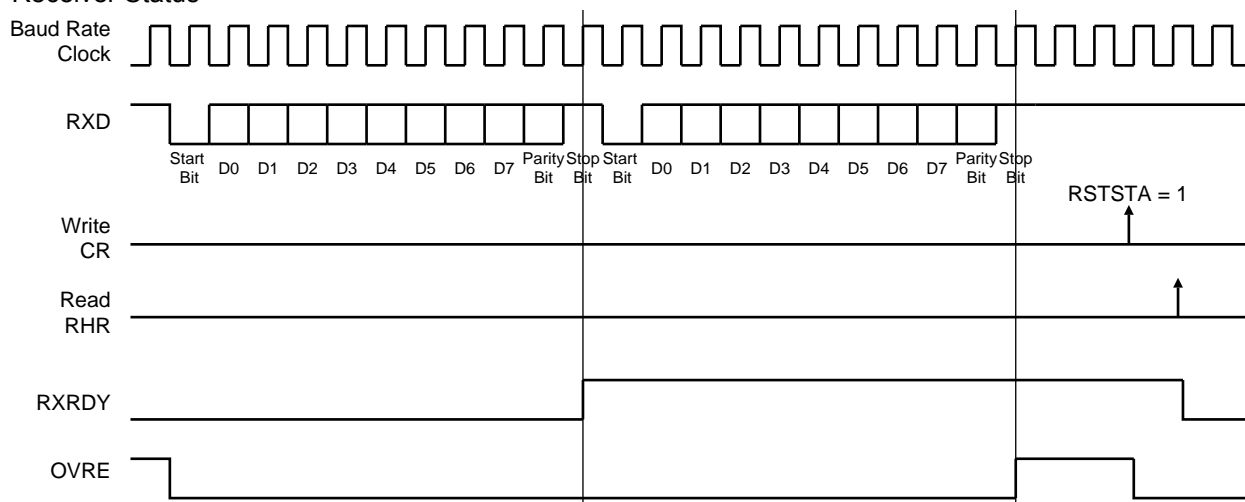 Receiver Status
Baud Rate
Clock
RXD
Start D0 D1 D2 D3 D4 D5 D6 D7 Parity Stop Start D0 D1 D2 D3 D4 D5 D6 D7 Parity Stop
Bit Bit Bit Bit Bit Bit
RSTSTA = 1
Write
CR
Read
RHR
RXRDY
OVRE